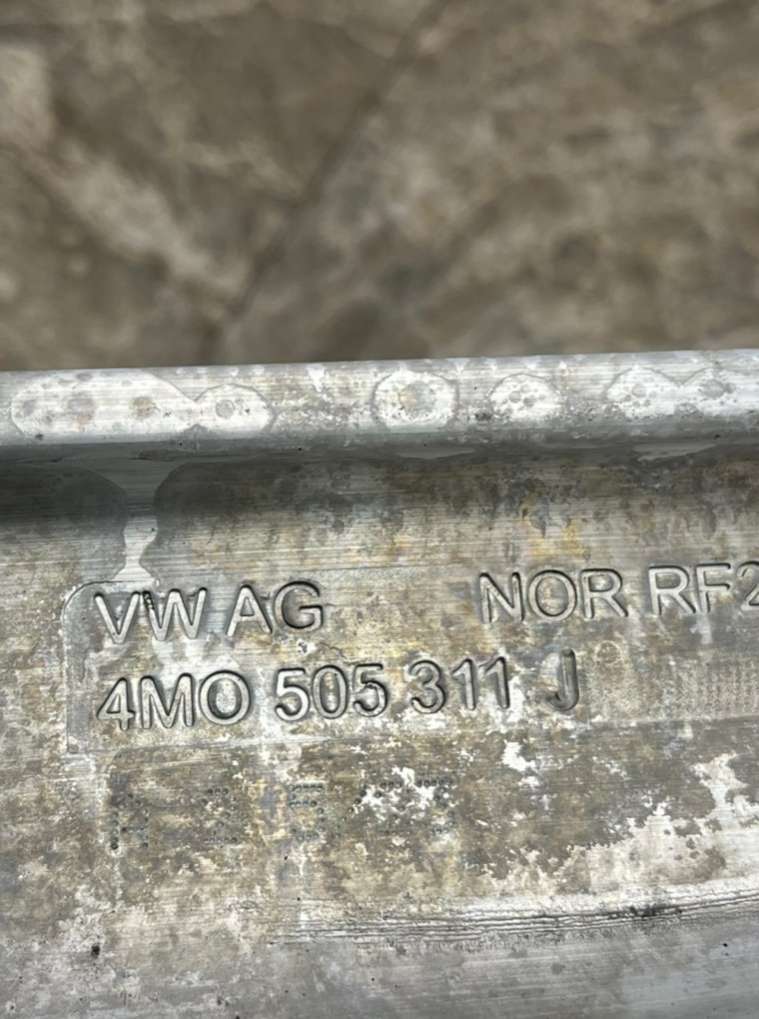 VW AG NOR RF2
4M0 505 311 J